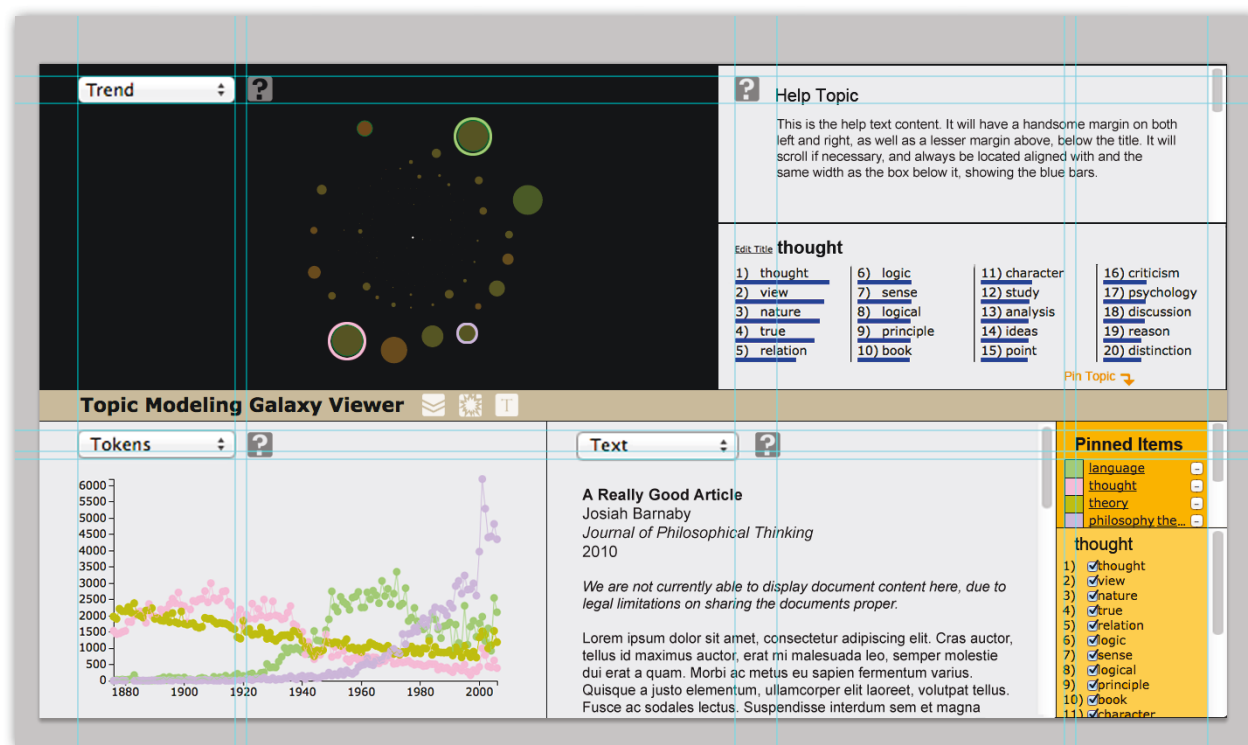 Trend
?
?
Help Topic
This is the help text content. It will have a handsome margin on both
left and right, as well as a lesser margin above, below the title. It will
scroll if necessary, and always be located aligned with and the
same width as the box below it, showing the blue bars.
Edit Title thought
1) thought
2) view
3) nature
4) true
5) relation
6) logic
7) sense
8) logical
9) principle
10) book
11) character
12) study
13) analysis
14) ideas
15) point
16) criticism
17) psychology
18) discussion
19) reason
20) distinction
Pin Topic
Topic Modeling Galaxy Viewer
T
Tokens
?
6000
5500
5000
4500
4000
3500
3000
2500
2000
1500
1000
500
0
1880 1900 1920 1940 1960 1980 2000
Text
?
A Really Good Article
Josiah Barnaby
Journal of Philosophical Thinking
2010
We are not currently able to display document content here, due to
legal limitations on sharing the documents proper.
Lorem ipsum dolor sit amet, consectetur adipiscing elit. Cras auctor,
tellus id maximus auctor, erat mi malesuada leo, semper molestie
dui erat a quam. Morbi ac metus eu sapien fermentum varius.
Quisque a justo elementum, ullamcorper elit laoreet, volutpat tellus.
Fusce ac sodales lectus. Suspendisse interdum sem et magna
Pinned Items
language
thought
theory
philosophy the...
thought
1) thought
2) view
3) nature
4) true
5) relation
6) logic
7) sense
8) logical
9) principle
10) book
11) character